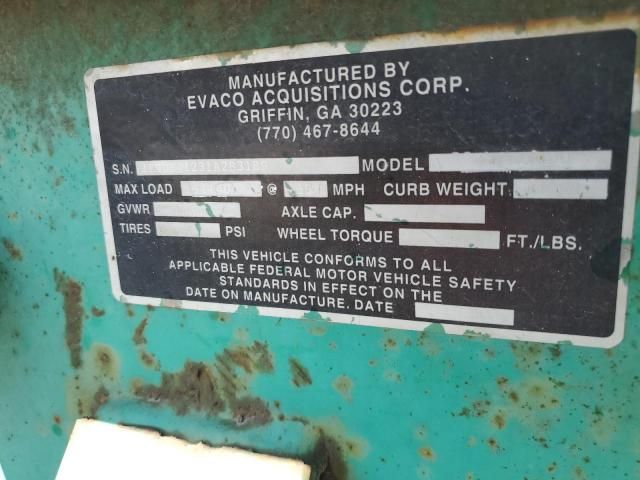 MANUFACTURED BY
EVACO ACQUISITIONS CORP.
GRIFFIN, GA 30223
(770) 467-8644
S.N. MODEL
MAX LOAD @ MPH CURB WEIGHT
GVWR AXLE CAP.
TIRES PSI WHEEL TORQUE FT./LBS.
THIS VEHICLE CONFORMS TO ALL
APPLICABLE FEDERAL MOTOR VEHICLE SAFETY
STANDARDS IN EFFECT ON THE
DATE ON MANUFACTURE. DATE